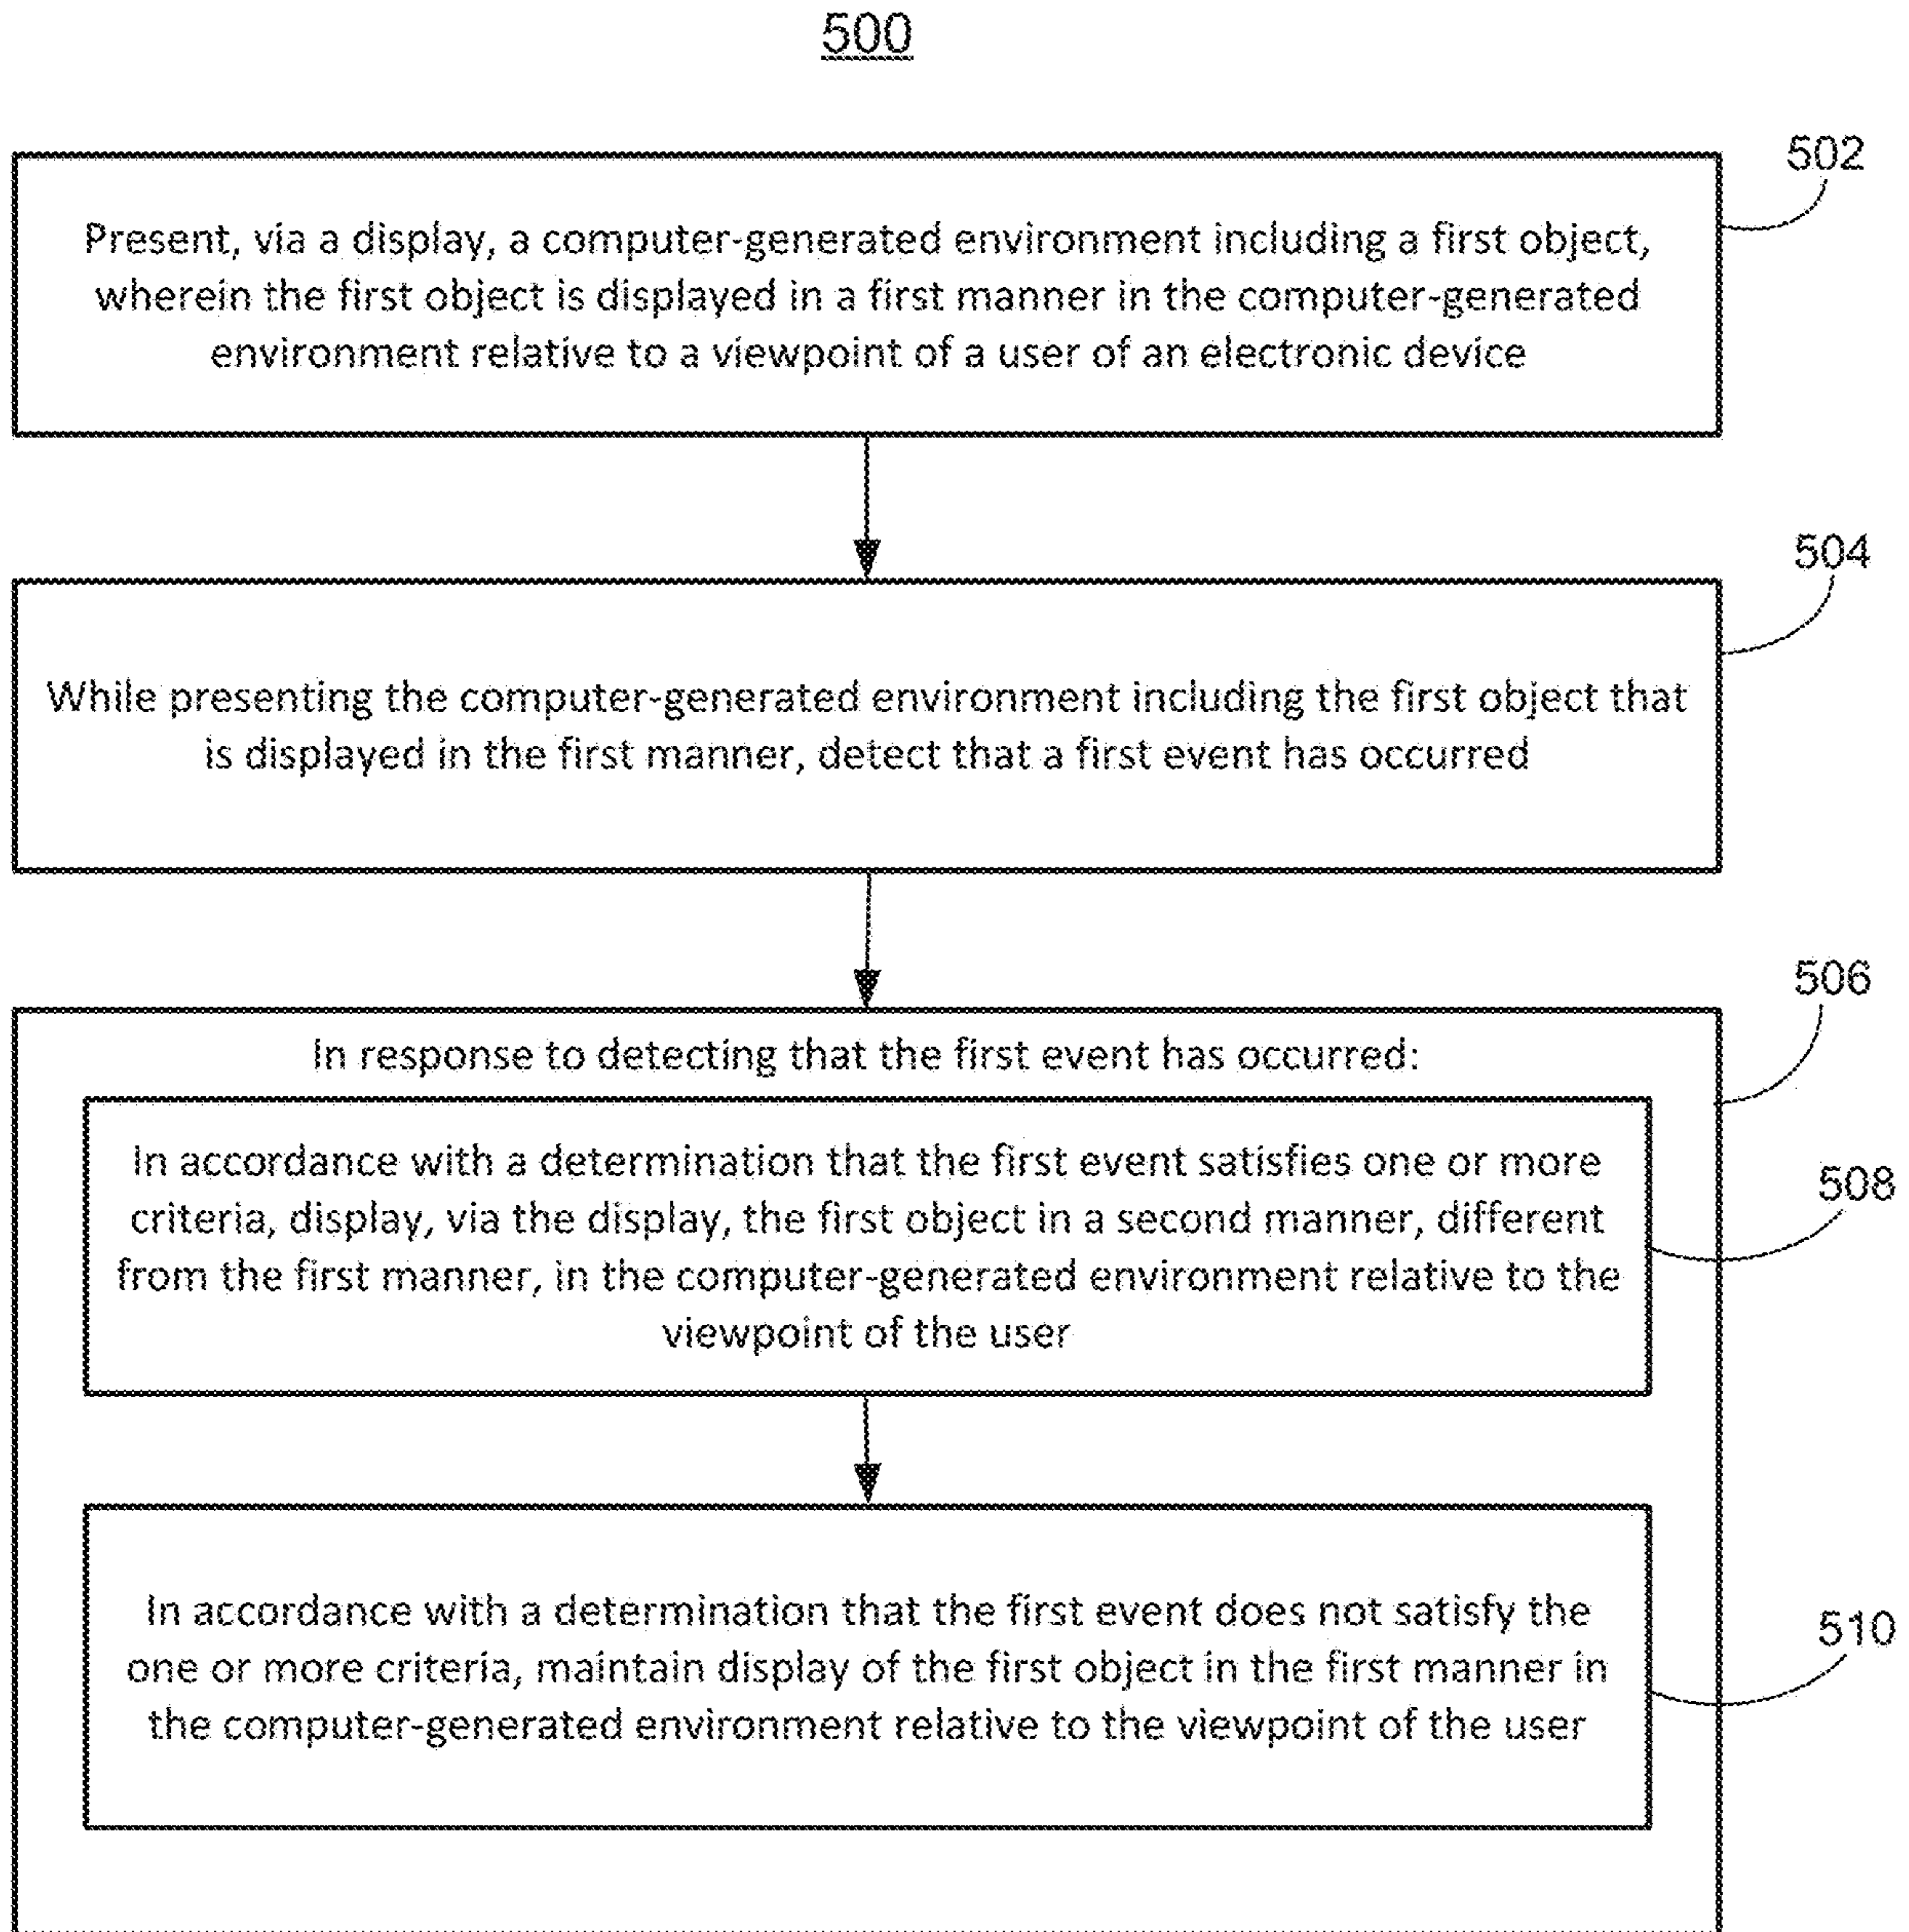 500
502
Present, via a display, a computer-generated environment including a first object,
wherein the first object is displayed in a first manner in the computer-generated
environment relative to a viewpoint of a user of an electronic device
504
While presenting the computer-generated environment including the first object that
is displayed in the first manner, detect that a first event has occurred
506
In response to detecting that the first event has occurred:
In accordance with a determination that the first event satisfies one or more
criteria, display, via the display, the first object in a second manner, different
from the first manner, in the computer-generated environment relative to the
viewpoint of the user
508
In accordance with a determination that the first event does not satisfy the
one or more criteria, maintain display of the first object in the first manner in
the computer-generated environment relative to the viewpoint of the user
510